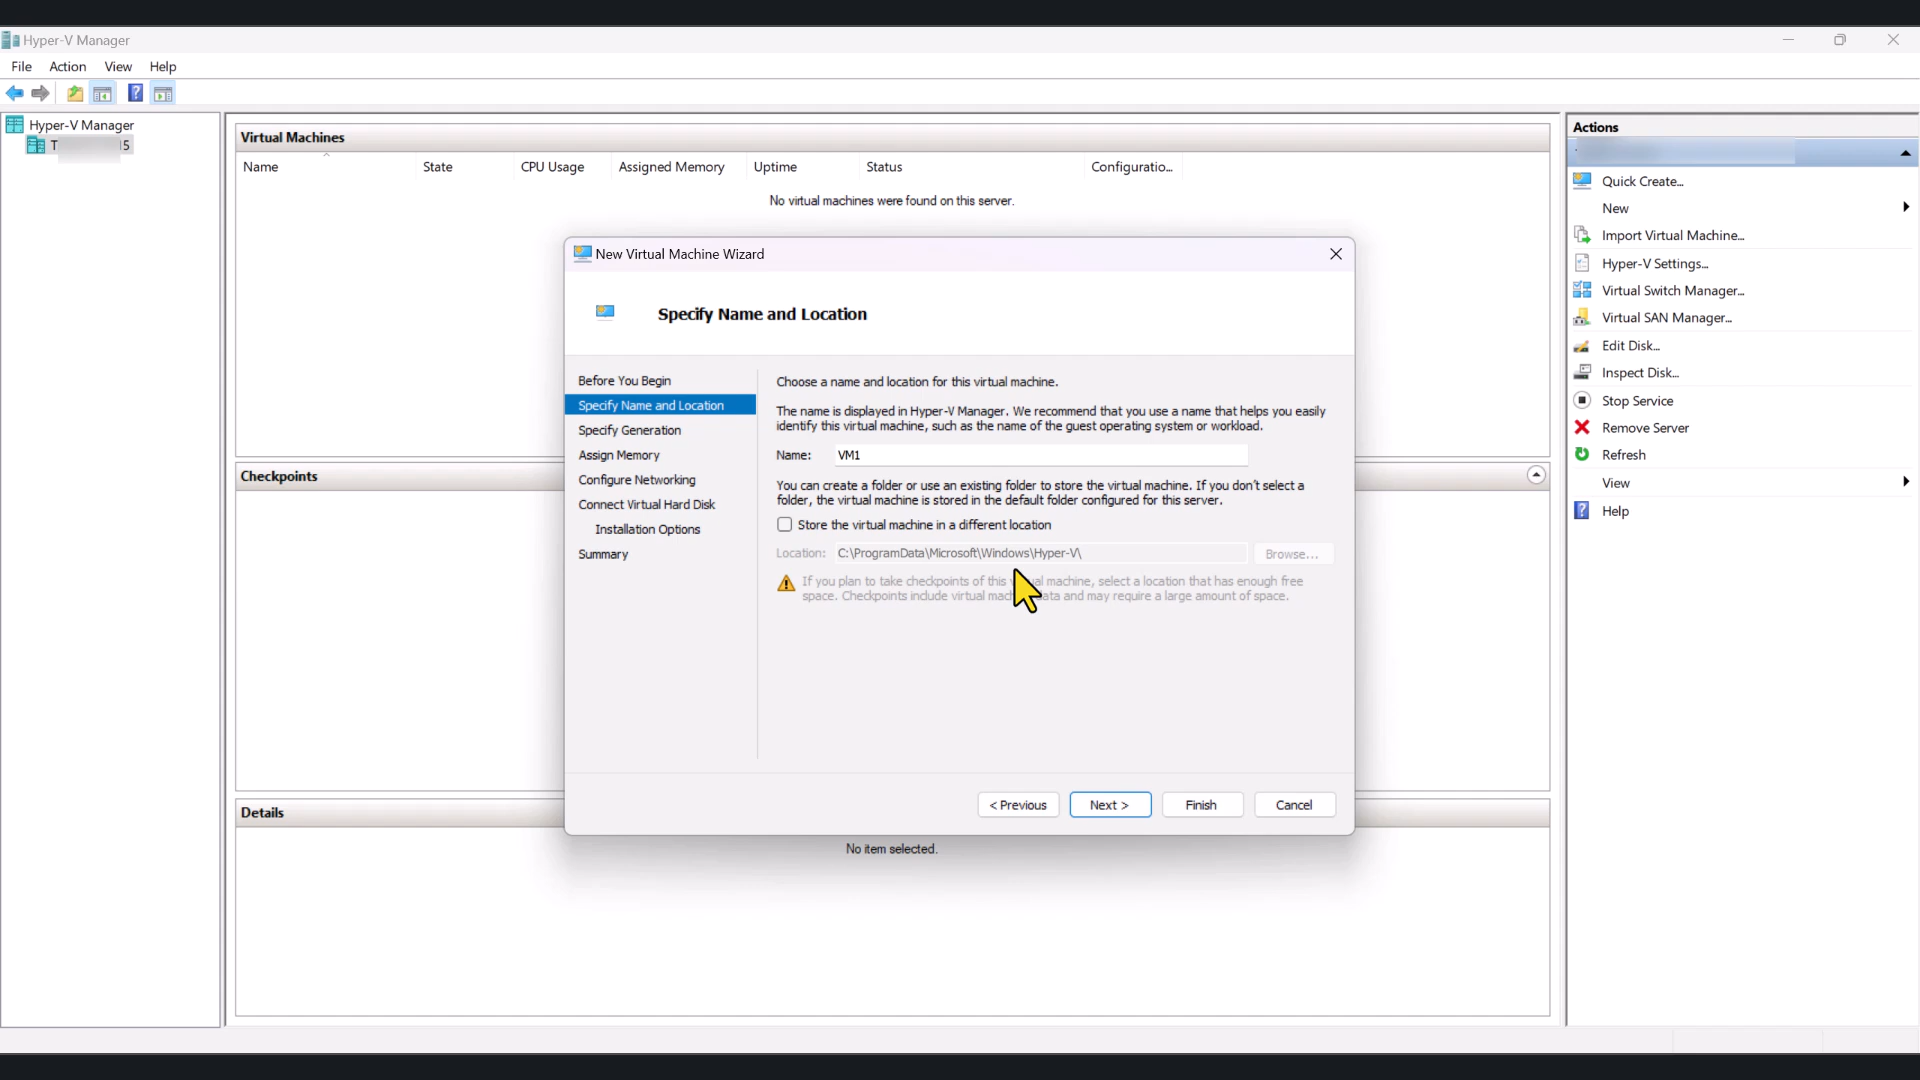 Hyper-V Manager
File Action View Help
Hyper-V Manager
T 15
Virtual Machines
Name State CPU Usage Assigned Memory Uptime Status Configuratio...
No virtual machines were found on this server.
New Virtual Machine Wizard
Specify Name and Location
Before You Begin
Specify Name and Location
Specify Generation
Assign Memory
Configure Networking
Connect Virtual Hard Disk
Installation Options
Summary
Choose a name and location for this virtual machine.
The name is displayed in Hyper-V Manager. We recommend that you use a name that helps you easily
identify this virtual machine, such as the name of the guest operating system or workload.
Name: VM1
You can create a folder or use an existing folder to store the virtual machine. If you don't select a
folder, the virtual machine is stored in the default folder configured for this server.
Store the virtual machine in a different location
Location: C:\ProgramData\Microsoft\Windows\Hyper-V\ Browse...
If you plan to take checkpoints of this machine, select a location that has enough free
space. Checkpoints include virtual and may require a large amount of space.
< Previous Next > Finish Cancel
Checkpoints
Details
No item selected.
Actions
Quick Create...
New
Import Virtual Machine...
Hyper-V Settings...
Virtual Switch Manager...
Virtual SAN Manager...
Edit Disk...
Inspect Disk...
Stop Service
Remove Server
Refresh
View
Help